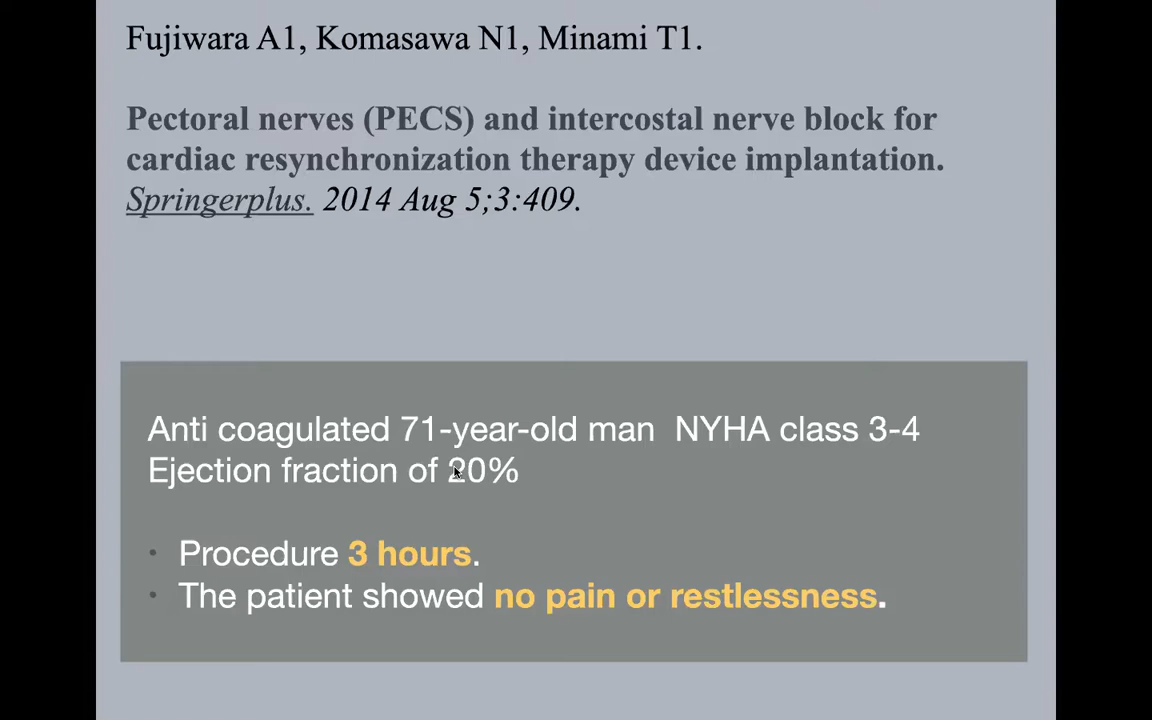 Fujiwara A1, Komasawa N1, Minami T1.
Pectoral nerves (PECS) and intercostal nerve block for
cardiac resynchronization therapy device implantation.
Springerplus. 2014 Aug 5;3:409.
Anti coagulated 71-year-old man NYHA class 3-4
Ejection fraction of 20%
• Procedure 3 hours.
• The patient showed no pain or restlessness.